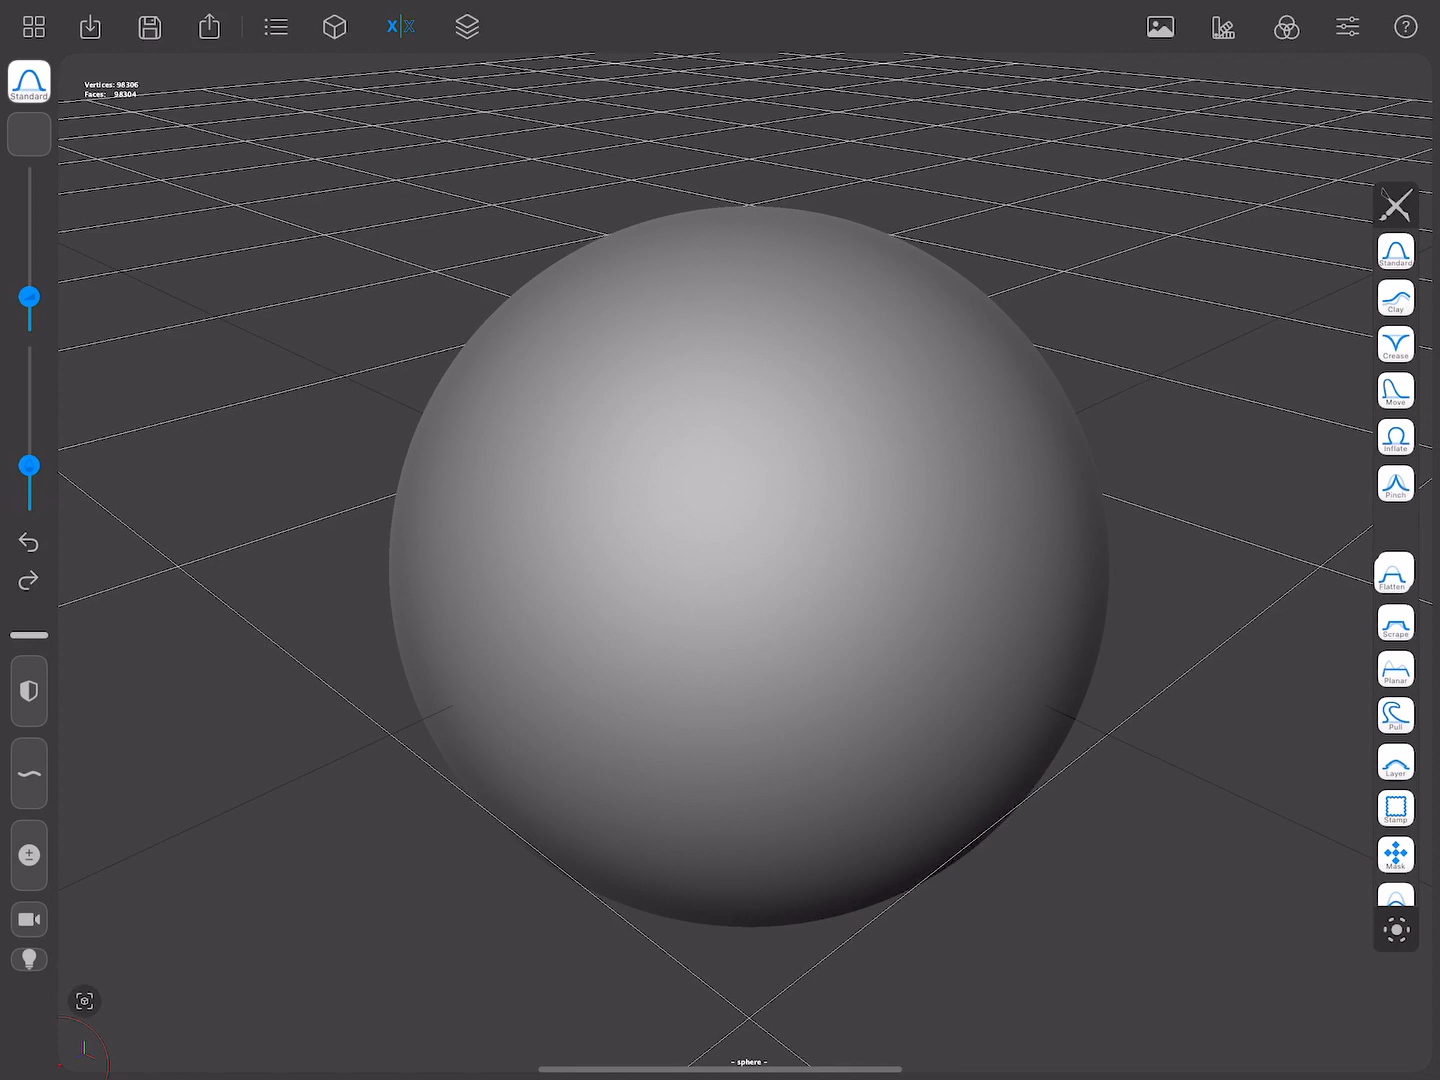 X X
Standard
Vertices: 98306
Faces: 98304
Standard
Clay
Crease
Move
Inflate
Pinch
Flatten
Scrape
Planar
Pull
Layer
Stamp
Mask
~ sphere ~